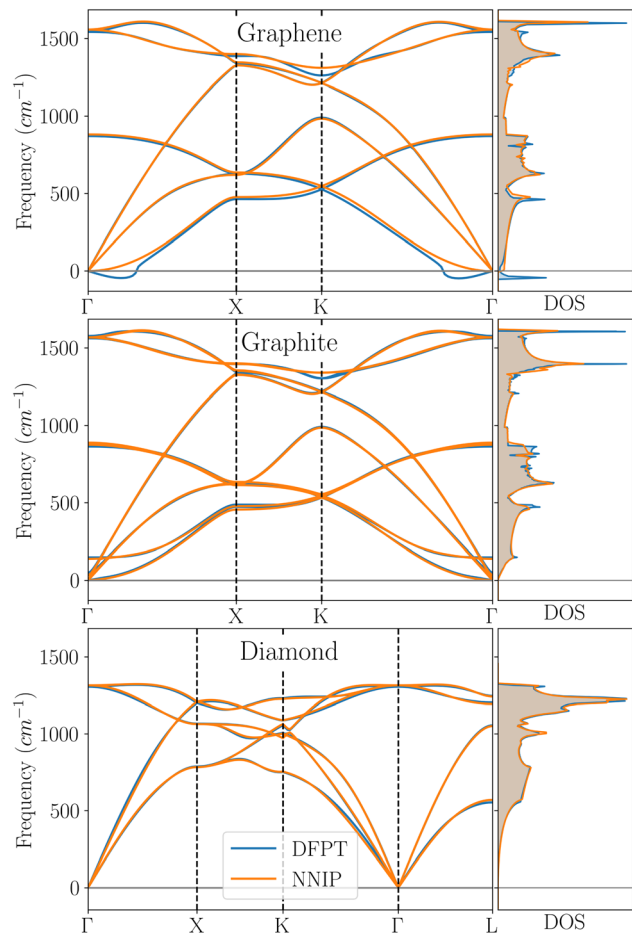 Graphene
Frequency (cm⁻¹)
1500
1000
500
0
Γ X K Γ
DOS
Graphite
Frequency (cm⁻¹)
1500
1000
500
0
Γ X K Γ
DOS
Diamond
Frequency (cm⁻¹)
1500
1000
500
0
DFPT
NNIP
Γ X K Γ L
DOS